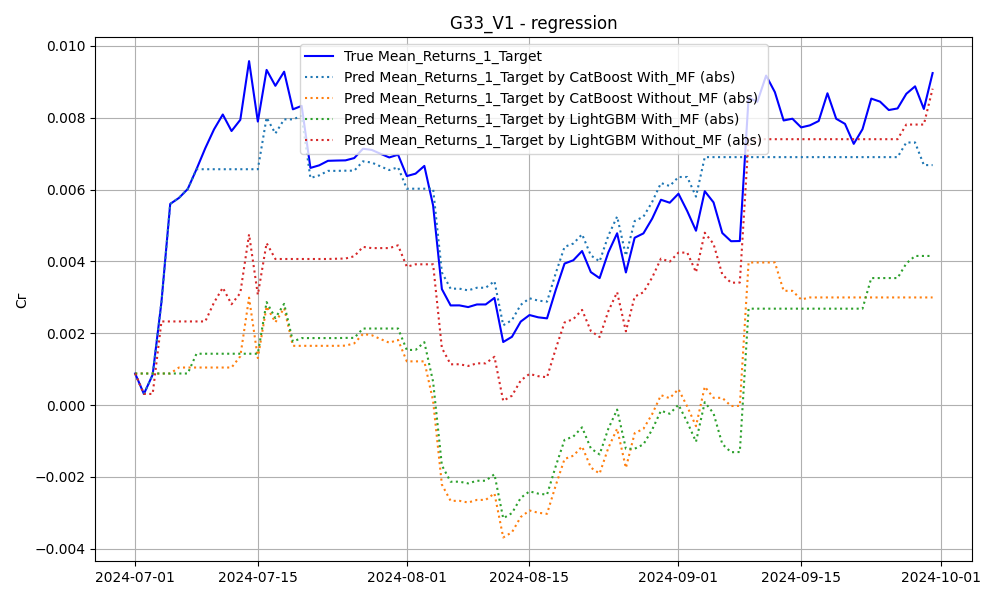 G33_V1 - regression
0.010
0.008
0.006
0.004
0.002
0.000
−0.002
−0.004
Cr
True Mean_Returns_1_Target
Pred Mean_Returns_1_Target by CatBoost With_MF (abs)
Pred Mean_Returns_1_Target by CatBoost Without_MF (abs)
Pred Mean_Returns_1_Target by LightGBM With_MF (abs)
Pred Mean_Returns_1_Target by LightGBM Without_MF (abs)
2024-07-01 2024-07-15 2024-08-01 2024-08-15 2024-09-01 2024-09-15 2024-10-01